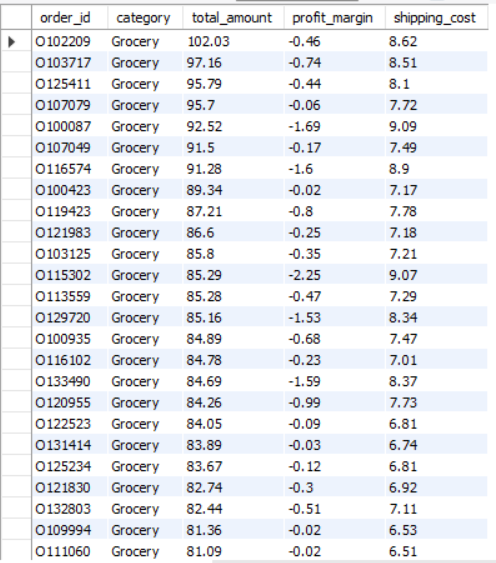 order_id category total_amount profit_margin shipping_cost
O102209 Grocery 102.03 -0.46 8.62
O103717 Grocery 97.16 -0.74 8.51
O125411 Grocery 95.79 -0.44 8.1
O107079 Grocery 95.7 -0.06 7.72
O100087 Grocery 92.52 -1.69 9.09
O107049 Grocery 91.5 -0.17 7.49
O116574 Grocery 91.28 -1.6 8.9
O100423 Grocery 89.34 -0.02 7.17
O119423 Grocery 87.21 -0.8 7.78
O121983 Grocery 86.6 -0.25 7.18
O103125 Grocery 85.8 -0.35 7.21
O115302 Grocery 85.29 -2.25 9.07
O113559 Grocery 85.28 -0.47 7.29
O129720 Grocery 85.16 -1.53 8.34
O100935 Grocery 84.89 -0.68 7.47
O116102 Grocery 84.78 -0.23 7.01
O133490 Grocery 84.69 -1.59 8.37
O120955 Grocery 84.26 -0.99 7.73
O122523 Grocery 84.05 -0.09 6.81
O131414 Grocery 83.89 -0.03 6.74
O125234 Grocery 83.67 -0.12 6.81
O121830 Grocery 82.74 -0.3 6.92
O132803 Grocery 82.44 -0.51 7.11
O109994 Grocery 81.36 -0.02 6.53
O111060 Grocery 81.09 -0.02 6.51